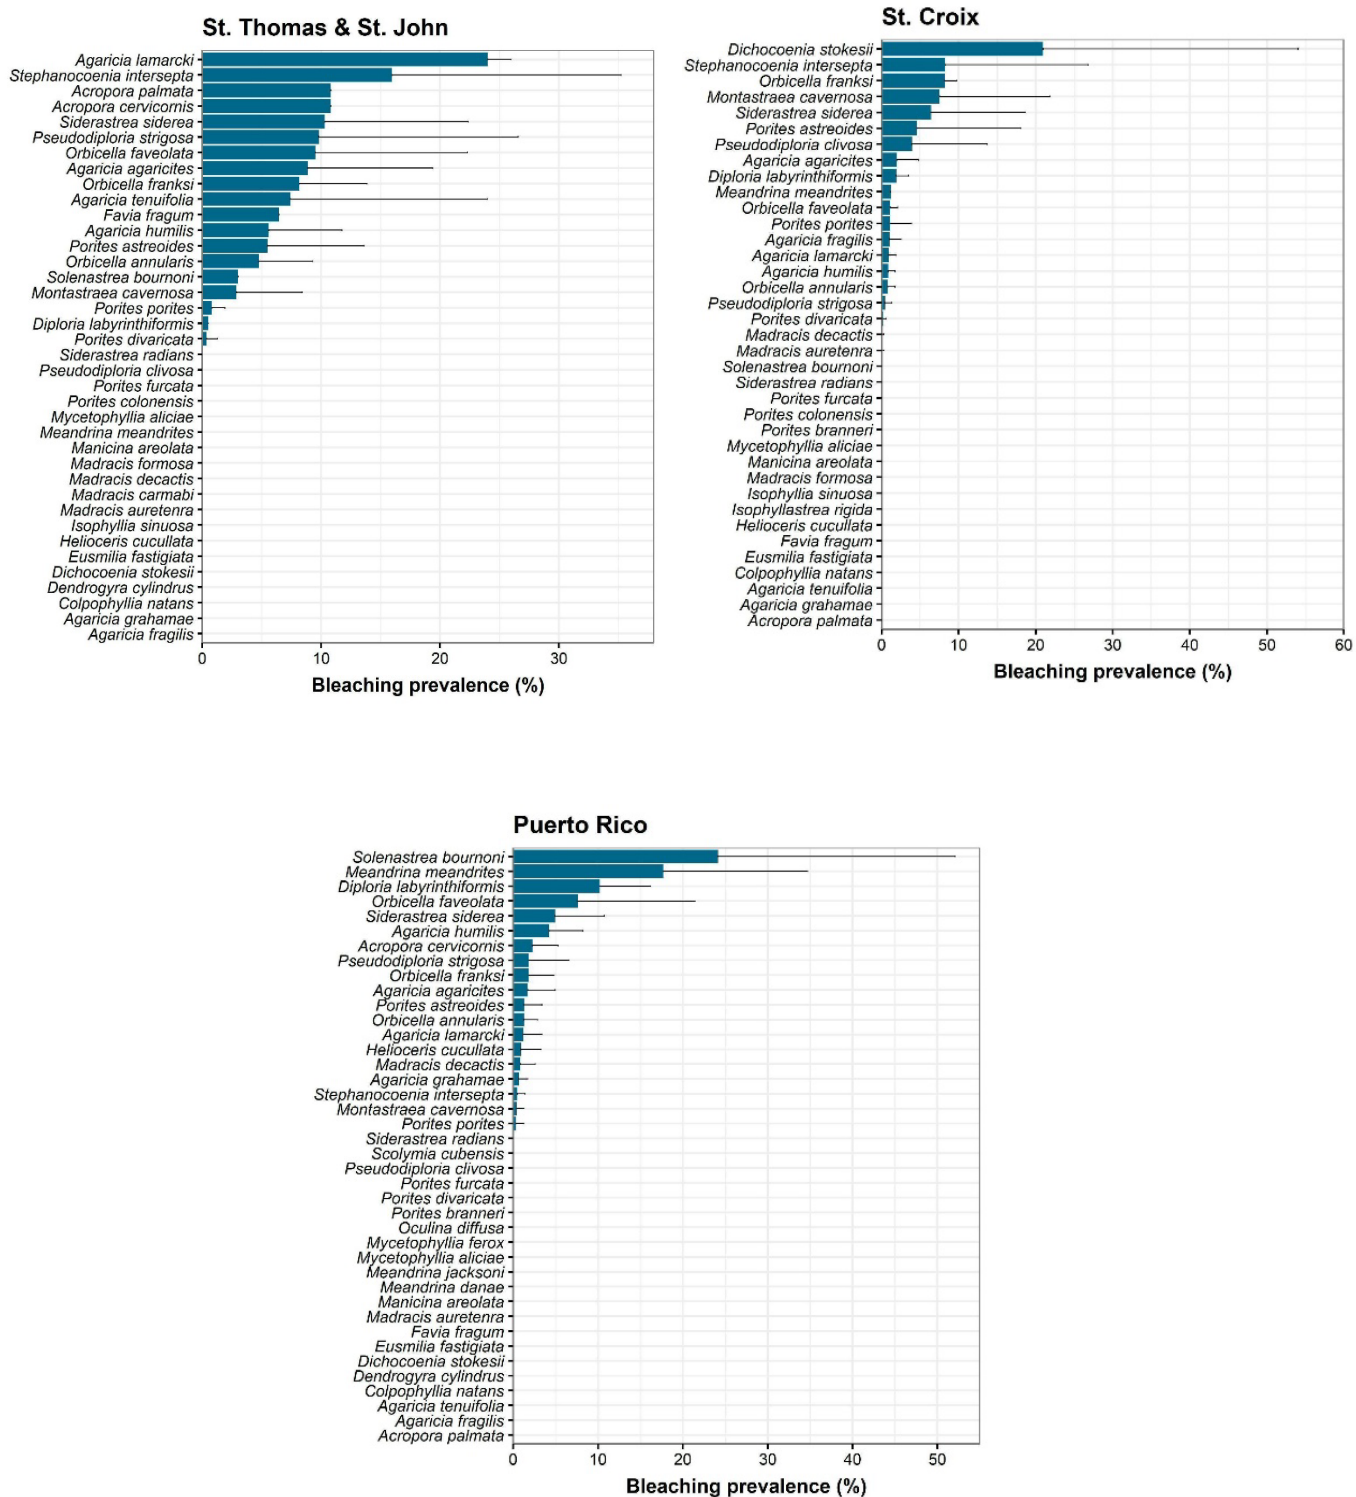 St. Thomas & St. John
Agaricia lamarcki
Stephanocoenia intersepta
Acropora palmata
Acropora cervicornis
Siderastrea siderea
Pseudodiploria strigosa
Orbicella faveolata
Agaricia agaricites
Orbicella franksi
Agaricia tenuifolia
Favia fragum
Agaricia humilis
Porites astreoides
Orbicella annularis
Solenastrea bournoni
Montastraea cavernosa
Porites porites
Diploria labyrinthiformis
Porites divaricata
Siderastrea radians
Pseudodiploria clivosa
Porites furcata
Porites colonensis
Mycetophyllia aliciae
Meandrina meandrites
Manicina areolata
Madracis formosa
Madracis decactis
Madracis carmabi
Madracis auretenra
Isophyllia sinuosa
Helioceris cucullata
Eusmilia fastigiata
Dichocoenia stokesii
Dendrogyra cylindrus
Colpophyllia natans
Agaricia grahamae
Agaricia fragilis
0 10 20 30
Bleaching prevalence (%)
St. Croix
Dichocoenia stokesii
Stephanocoenia intersepta
Orbicella franksi
Montastraea cavernosa
Siderastrea siderea
Porites astreoides
Pseudodiploria clivosa
Agaricia agaricites
Diploria labyrinthiformis
Meandrina meandrites
Orbicella faveolata
Porites porites
Agaricia fragilis
Agaricia lamarcki
Agaricia humilis
Orbicella annularis
Pseudodiploria strigosa
Porites divaricata
Madracis decactis
Madracis auretenra
Solenastrea bournoni
Siderastrea radians
Porites furcata
Porites colonensis
Porites branneri
Mycetophyllia aliciae
Manicina areolata
Madracis formosa
Isophyllia sinuosa
Isophyllastrea rigida
Helioceris cucullata
Favia fragum
Eusmilia fastigiata
Colpophyllia natans
Agaricia tenuifolia
Agaricia grahamae
Acropora palmata
0 10 20 30 40 50 60
Bleaching prevalence (%)
Puerto Rico
Solenastrea bournoni
Meandrina meandrites
Diploria labyrinthiformis
Orbicella faveolata
Siderastrea siderea
Agaricia humilis
Acropora cervicornis
Pseudodiploria strigosa
Orbicella franksi
Agaricia agaricites
Porites astreoides
Orbicella annularis
Agaricia lamarcki
Helioceris cucullata
Madracis decactis
Agaricia grahamae
Stephanocoenia intersepta
Montastraea cavernosa
Porites porites
Siderastrea radians
Scolymia cubensis
Pseudodiploria clivosa
Porites furcata
Porites divaricata
Porites branneri
Oculina diffusa
Mycetophyllia ferox
Mycetophyllia aliciae
Meandrina jacksoni
Meandrina danae
Manicina areolata
Madracis auretenra
Favia fragum
Eusmilia fastigiata
Dichocoenia stokesii
Dendrogyra cylindrus
Colpophyllia natans
Agaricia tenuifolia
Agaricia fragilis
Acropora palmata
0 10 20 30 40 50
Bleaching prevalence (%)